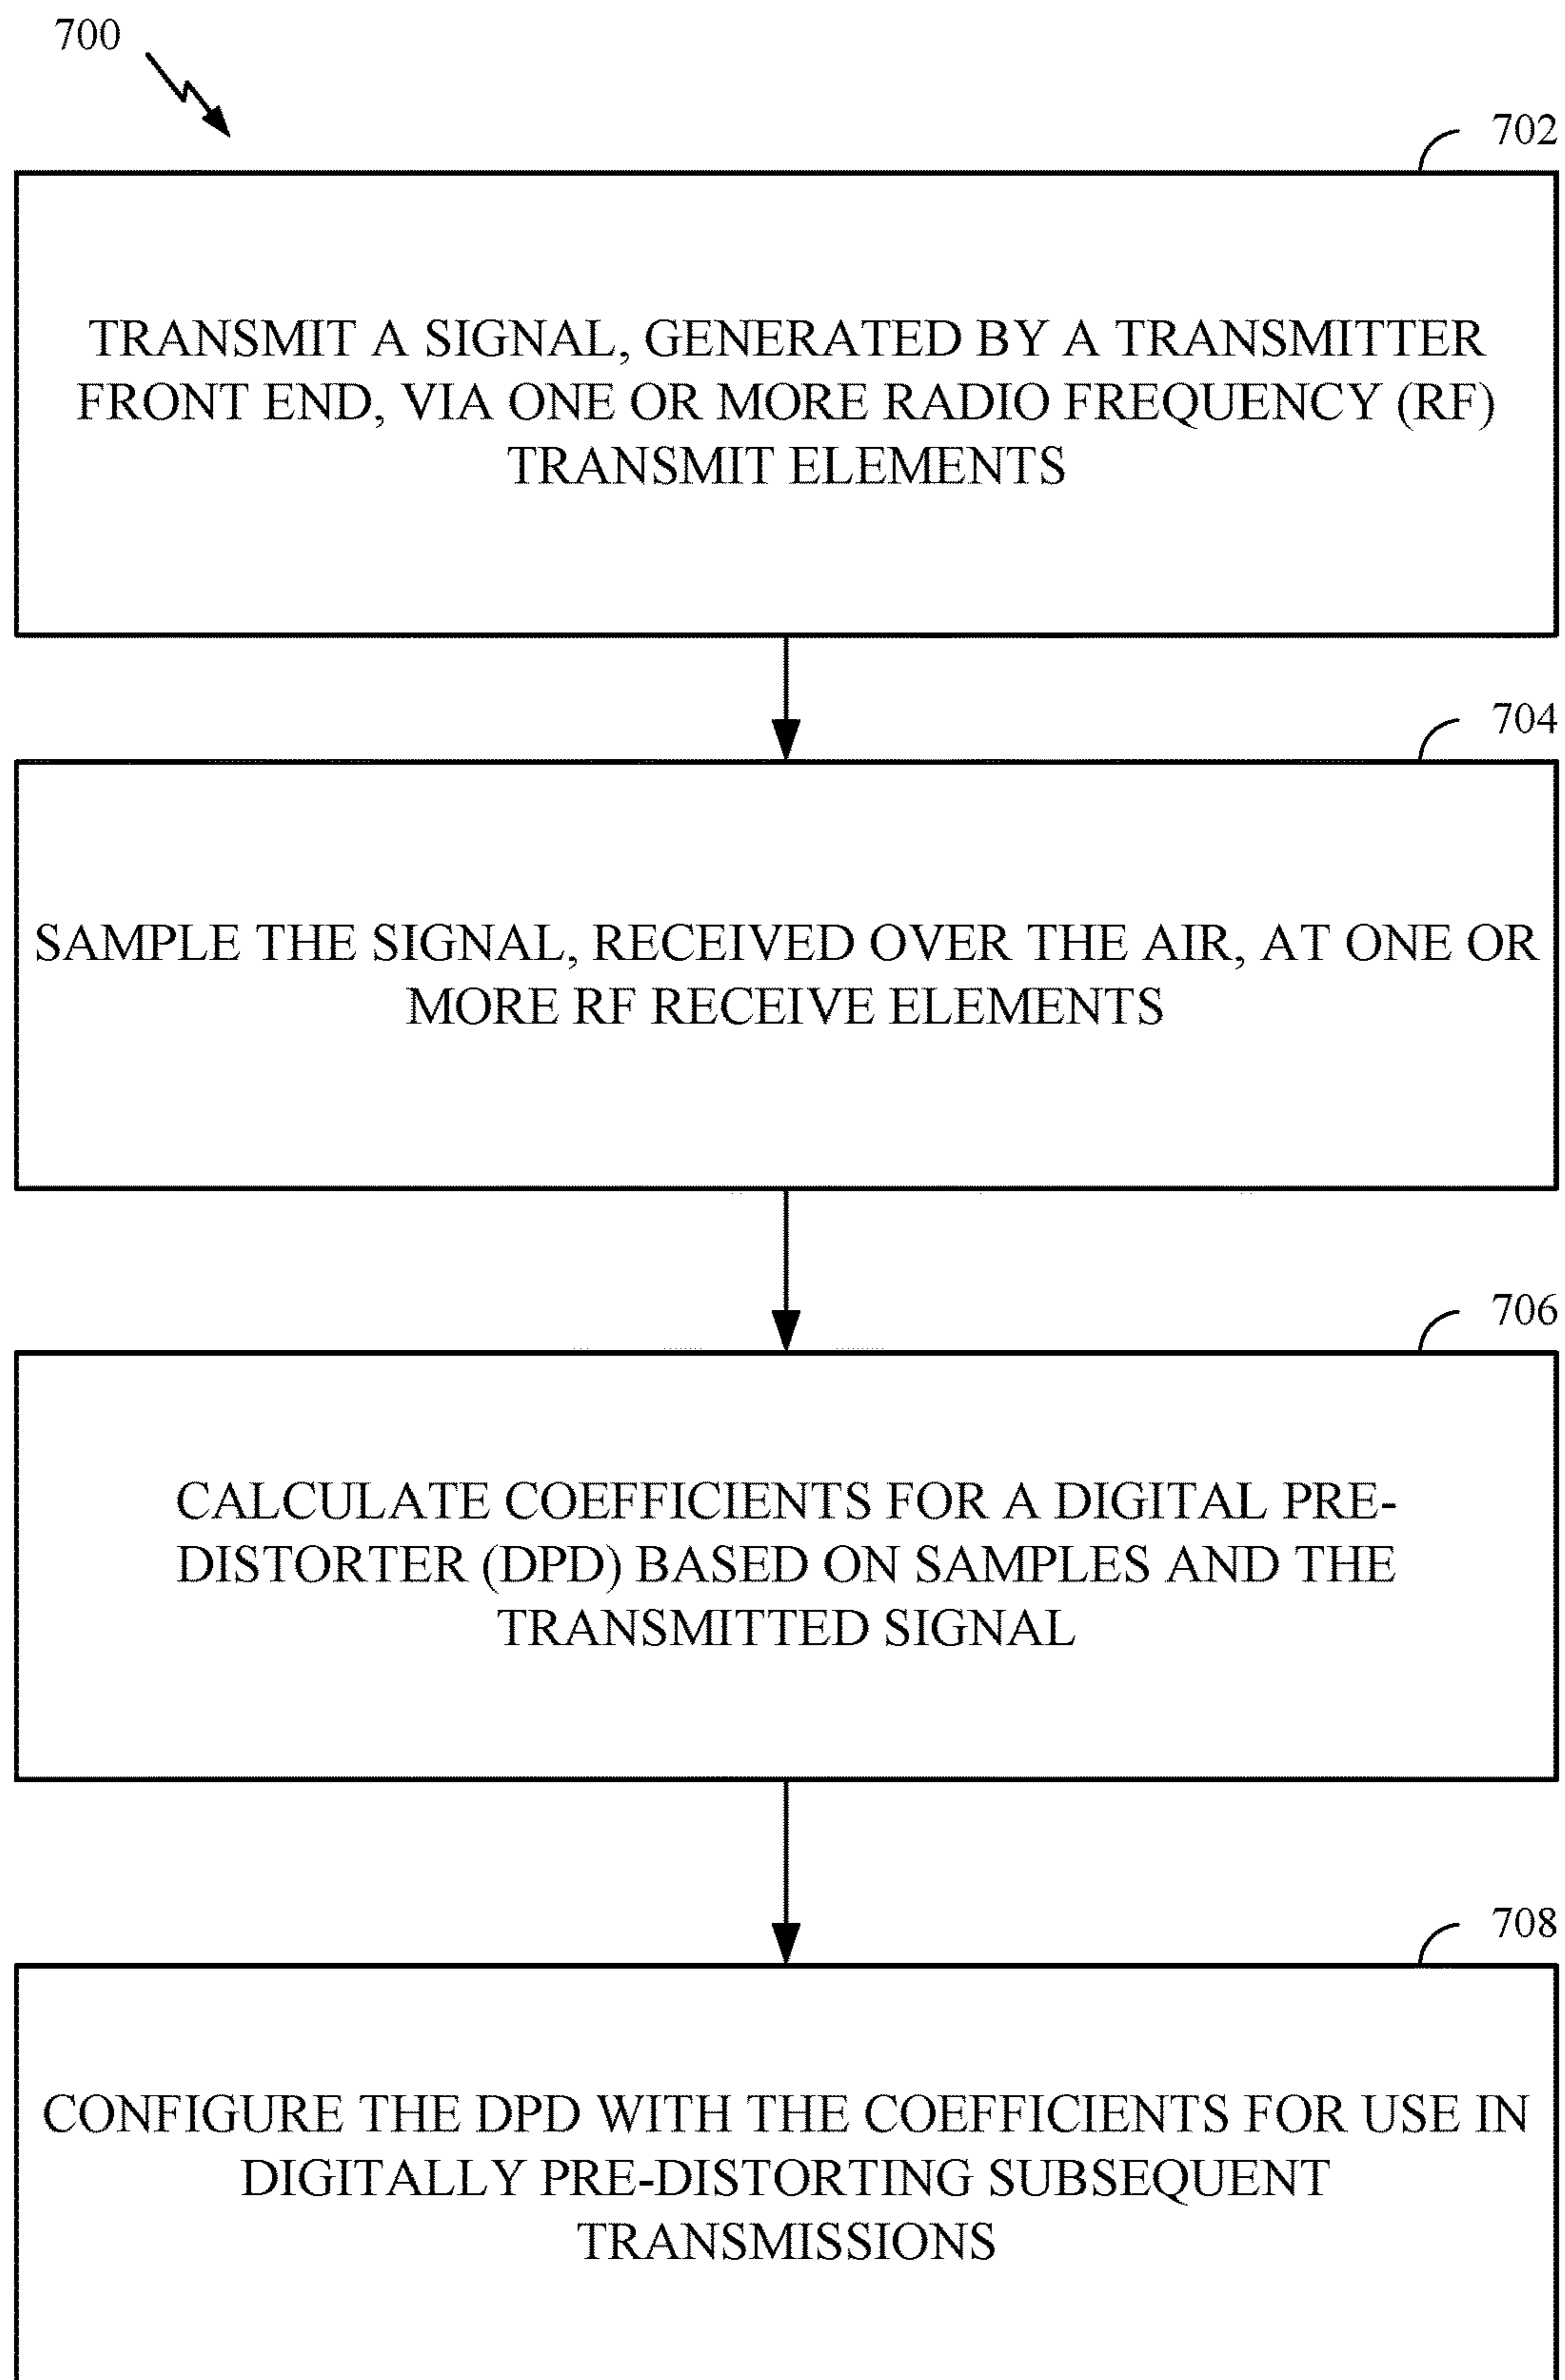 700
702
TRANSMIT A SIGNAL, GENERATED BY A TRANSMITTER
FRONT END, VIA ONE OR MORE RADIO FREQUENCY (RF)
TRANSMIT ELEMENTS
704
SAMPLE THE SIGNAL, RECEIVED OVER THE AIR, AT ONE OR
MORE RF RECEIVE ELEMENTS
706
CALCULATE COEFFICIENTS FOR A DIGITAL PRE-
DISTORTER (DPD) BASED ON SAMPLES AND THE
TRANSMITTED SIGNAL
708
CONFIGURE THE DPD WITH THE COEFFICIENTS FOR USE IN
DIGITALLY PRE-DISTORTING SUBSEQUENT
TRANSMISSIONS